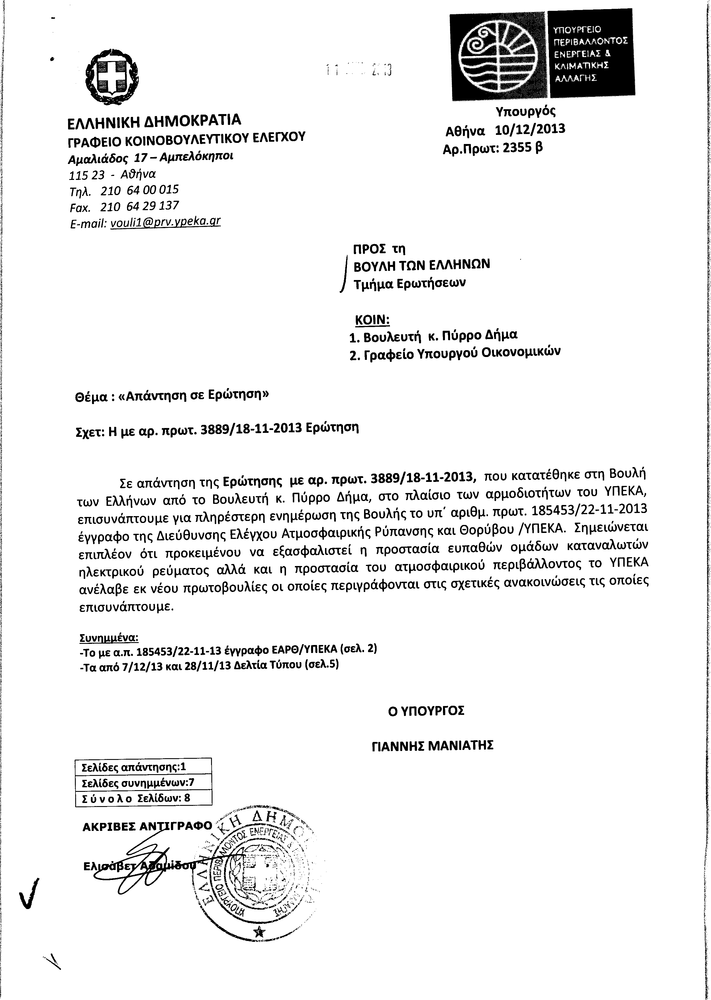 ΥΠΟΥΡΓΕΙΟ
ΠΕΡΙΒΑΛΛΟΝΤΟΣ
ΕΝΕΡΓΕΙΑΣ &
ΚΛΙΜΑΤΙΚΗΣ
ΑΛΛΑΓΗΣ
11 2013
Υπουργός
Αθήνα 10/12/2013
Αρ.Πρωτ: 2355 β
ΕΛΛΗΝΙΚΗ ΔΗΜΟΚΡΑΤΙΑ
ΓΡΑΦΕΙΟ ΚΟΙΝΟΒΟΥΛΕΥΤΙΚΟΥ ΕΛΕΓΧΟΥ
Αμαλιάδος 17 – Αμπελόκηποι
115 23 - Αθήνα
Τηλ. 210 64 00 015
Fax. 210 64 29 137
E-mail: vouli1@prv.ypeka.gr
ΠΡΟΣ τη
ΒΟΥΛΗ ΤΩΝ ΕΛΛΗΝΩΝ
Τμήμα Ερωτήσεων
ΚΟΙΝ:
1. Βουλευτή κ. Πύρρο Δήμα
2. Γραφείο Υπουργού Οικονομικών
Θέμα : «Απάντηση σε Ερώτηση»
Σχετ: Η με αρ. πρωτ. 3889/18-11-2013 Ερώτηση
Σε απάντηση της Ερώτησης με αρ. πρωτ. 3889/18-11-2013, που κατατέθηκε στη Βουλή
των Ελλήνων από το Βουλευτή κ. Πύρρο Δήμα, στο πλαίσιο των αρμοδιοτήτων του ΥΠΕΚΑ,
επισυνάπτουμε για πληρέστερη ενημέρωση της Βουλής το υπ΄ αριθμ. πρωτ. 185453/22-11-2013
έγγραφο της Διεύθυνσης Ελέγχου Ατμοσφαιρικής Ρύπανσης και Θορύβου /ΥΠΕΚΑ. Σημειώνεται
επιπλέον ότι προκειμένου να εξασφαλιστεί η προστασία ευπαθών ομάδων καταναλωτών
ηλεκτρικού ρεύματος αλλά και η προστασία του ατμοσφαιρικού περιβάλλοντος το ΥΠΕΚΑ
ανέλαβε εκ νέου πρωτοβουλίες οι οποίες περιγράφονται στις σχετικές ανακοινώσεις τις οποίες
επισυνάπτουμε.
Συνημμένα:
-Το με α.π. 185453/22-11-13 έγγραφο ΕΑΡΘ/ΥΠΕΚΑ (σελ. 2)
-Τα από 7/12/13 και 28/11/13 Δελτία Τύπου (σελ.5)
Ο ΥΠΟΥΡΓΟΣ
ΓΙΑΝΝΗΣ ΜΑΝΙΑΤΗΣ
Σελίδες απάντησης:1
Σελίδες συνημμένων:7
Σ ύ ν ο λ ο Σελίδων: 8
ΑΚΡΙΒΕΣ ΑΝΤΙΓΡΑΦΟ
Ελισάβετ Αδαμίδου
ΕΛΛΗΝΙΚΗ
ΥΠΟΥΡΓΕΙΟ ΠΕΡΙΒΑΛΛΟΝΤΟΣ ΕΝΕΡΓΕΙΑΣ &